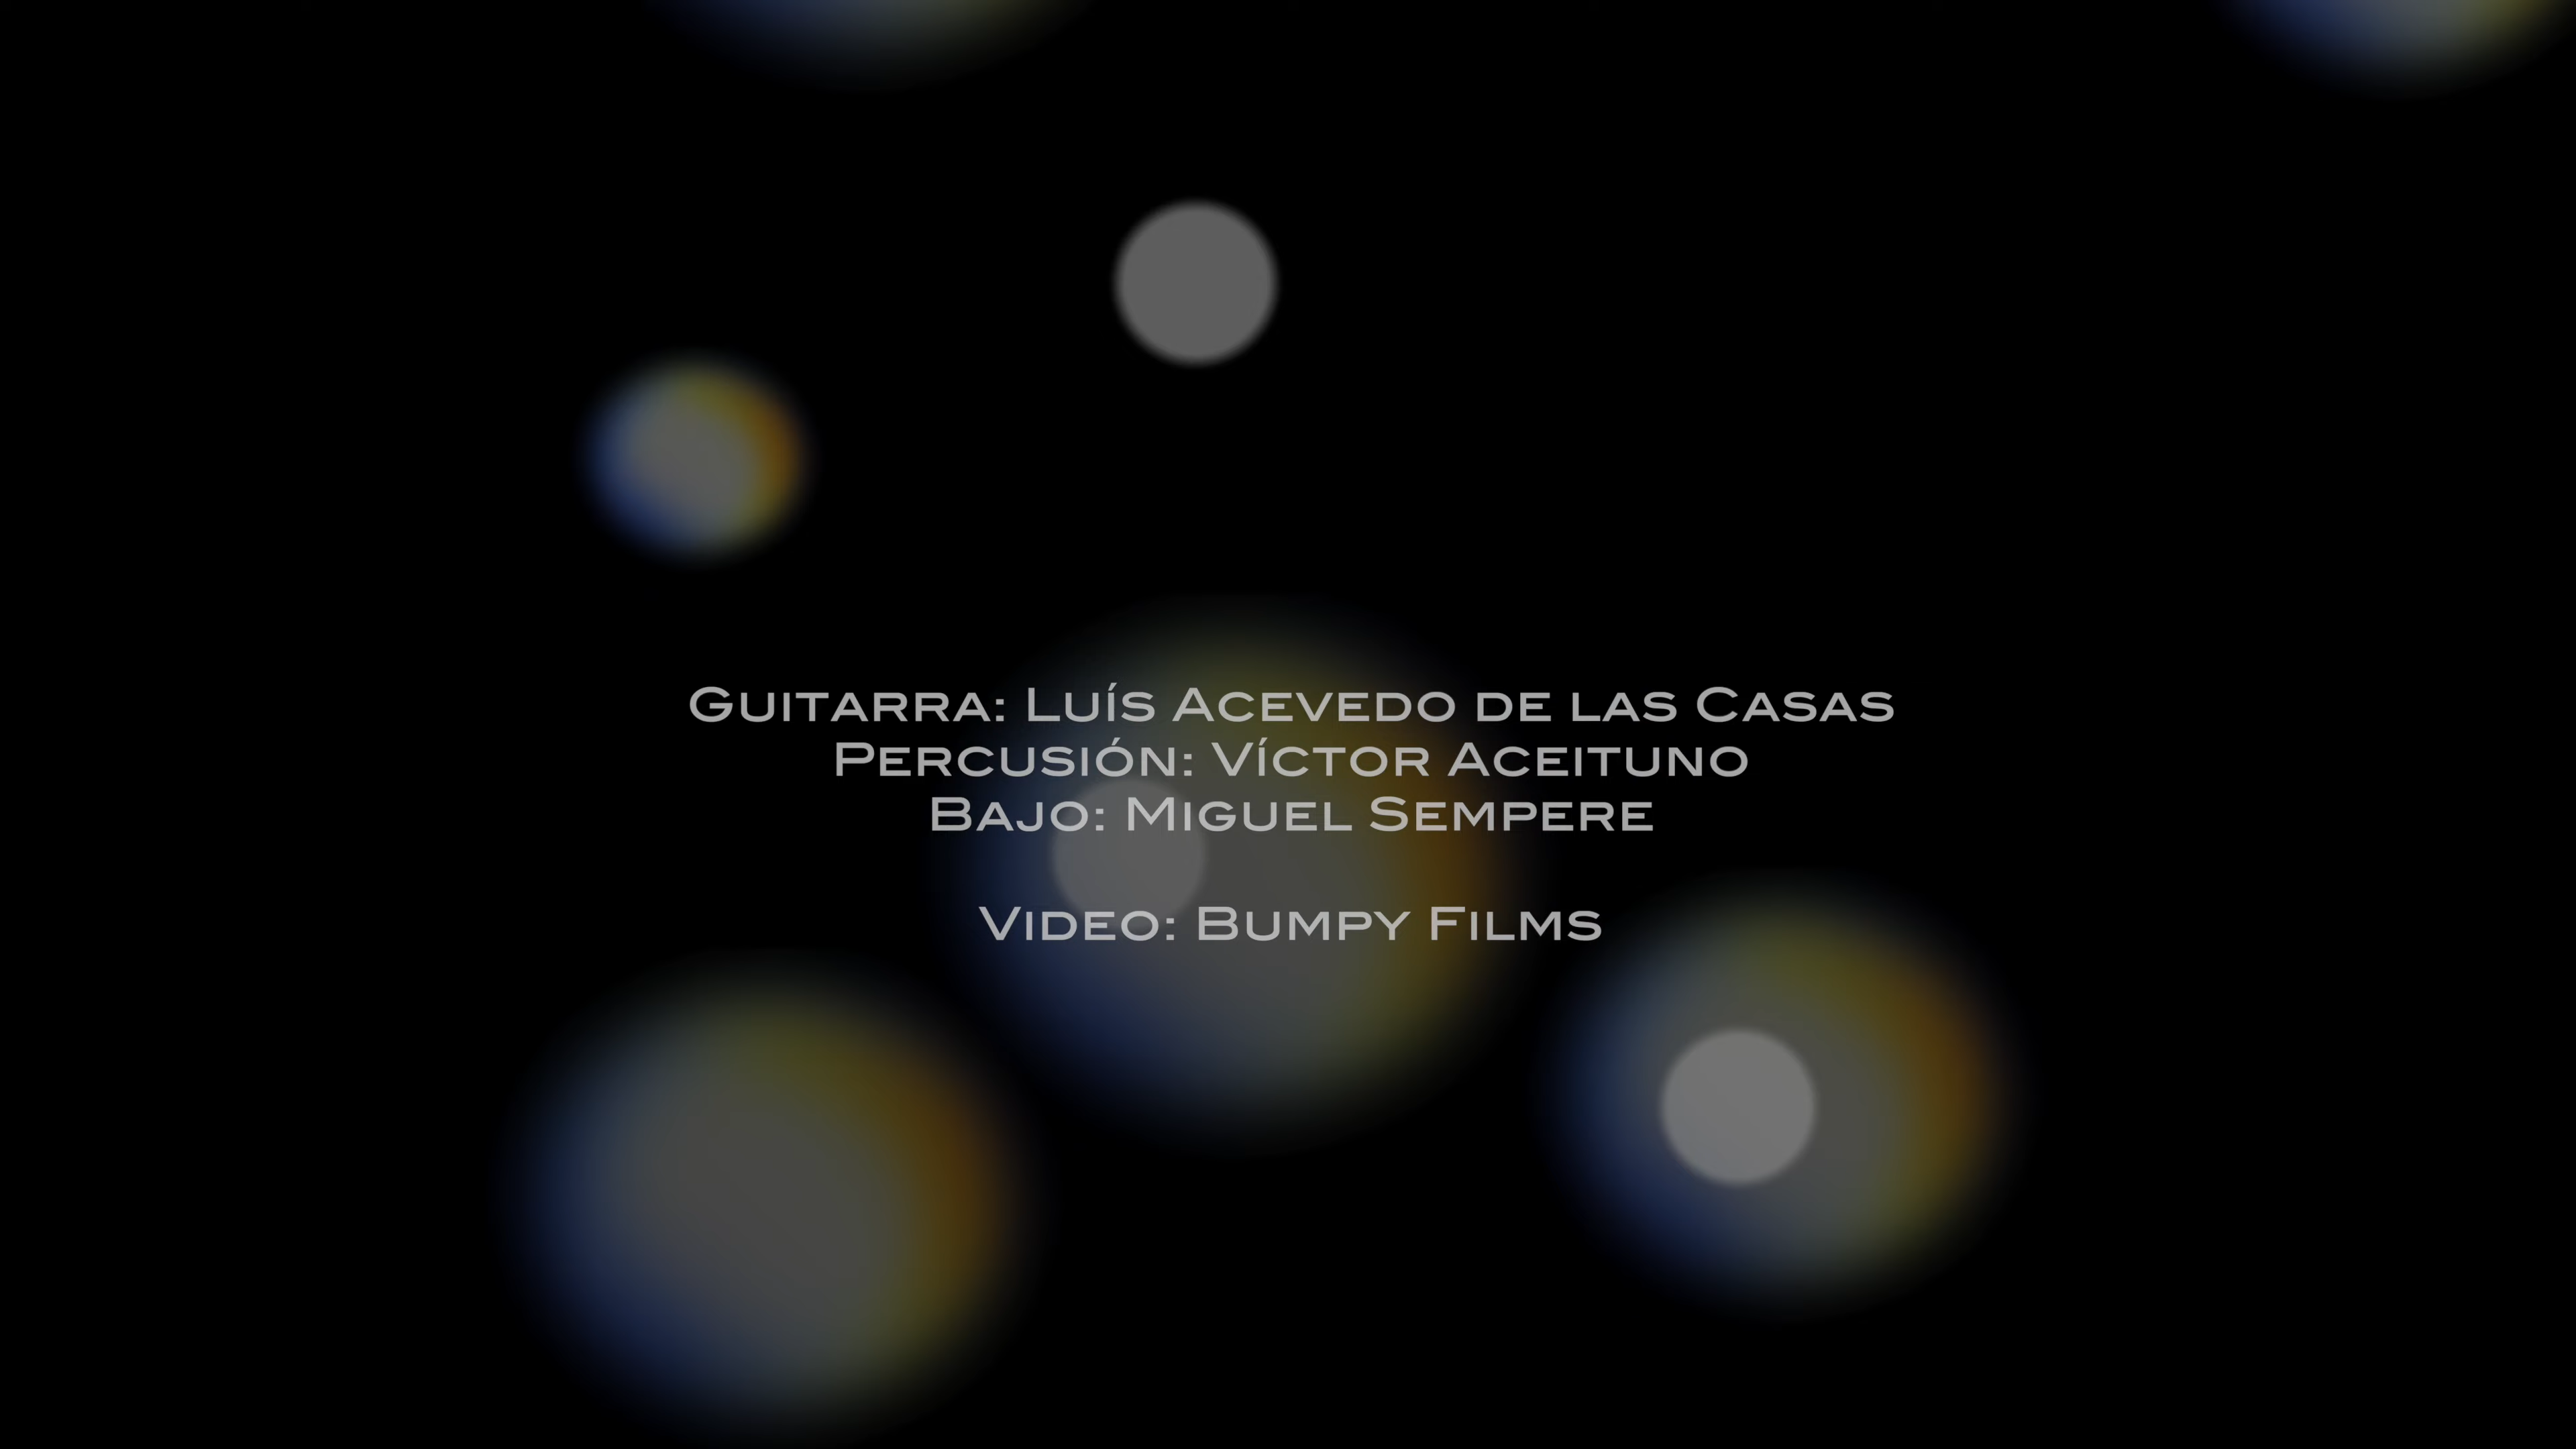 Guitarra: Luís Acevedo de las Casas
Percusión: Víctor Aceituno
Bajo: Miguel Sempere
Video: Bumpy Films